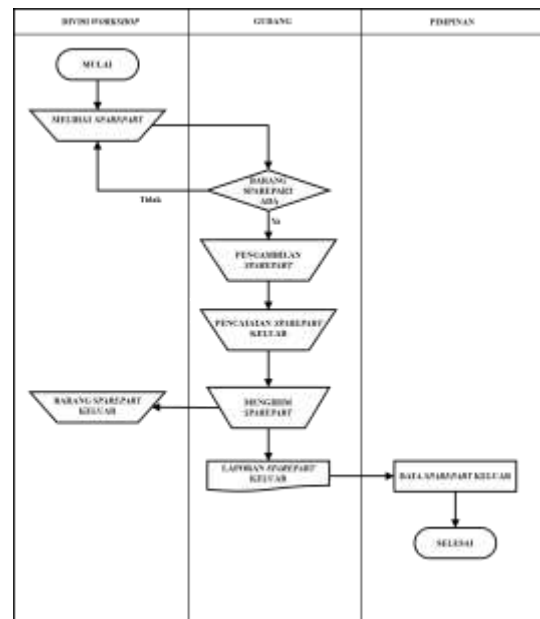 DIVISI WORKSHOP
GUDANG
PIMPINAN
MULAI
MELIHAT SPAREPART
BARANG
SPAREPART
ADA
Tidak
Ya
PENGAMBILAN
SPAREPART
PENCATATAN SPAREPART
KELUAR
BARANG SPAREPART
KELUAR
MENGIRIM
SPAREPART
LAPORAN SPAREPART
KELUAR
DATA SPAREPART KELUAR
SELESAI